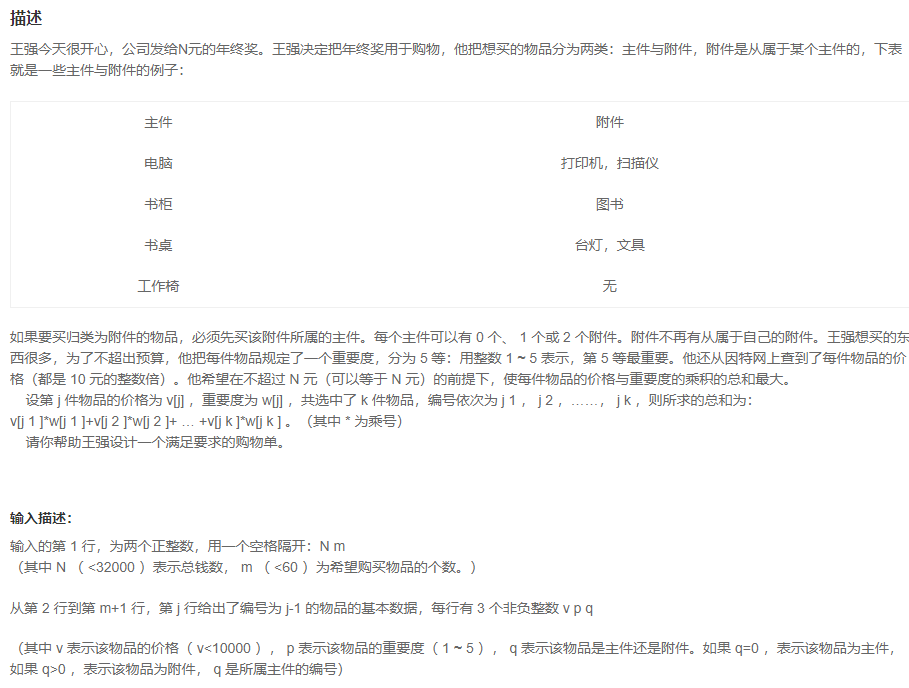 描述
王强今天很开心，公司发给N元的年终奖。王强决定把年终奖用于购物，他把想买的物品分为两类：主件与附件，附件是从属于某个主件的，下表
就是一些主件与附件的例子：
主件 附件
电脑 打印机，扫描仪
书柜 图书
书桌 台灯，文具
工作椅 无
如果要买归类为附件的物品，必须先买该附件所属的主件。每个主件可以有 0 个、 1 个或 2 个附件。附件不再有从属于自己的附件。王强想买的东
西很多，为了不超出预算，他把每件物品规定了一个重要度，分为 5 等：用整数 1 ~ 5 表示，第 5 等最重要。他还从因特网上查到了每件物品的价
格（都是 10 元的整数倍）。他希望在不超过 N 元（可以等于 N 元）的前提下，使每件物品的价格与重要度的乘积的总和最大。
设第 j 件物品的价格为 v[j] ，重要度为 w[j] ，共选中了 k 件物品，编号依次为 j 1 ， j 2 ，……， j k ，则所求的总和为：
v[j 1 ]*w[j 1 ]+v[j 2 ]*w[j 2 ]+ … +v[j k ]*w[j k ] 。（其中 * 为乘号）
请你帮助王强设计一个满足要求的购物单。
输入描述：
输入的第 1 行，为两个正整数，用一个空格隔开：N m
（其中 N （ <32000 ）表示总钱数， m （ <60 ）为希望购买物品的个数。）
从第 2 行到第 m+1 行，第 j 行给出了编号为 j-1 的物品的基本数据，每行有 3 个非负整数 v p q
（其中 v 表示该物品的价格（ v<10000 ）， p 表示该物品的重要度（ 1 ~ 5 ）， q 表示该物品是主件还是附件。如果 q=0 ，表示该物品为主件，
如果 q>0 ，表示该物品为附件， q 是所属主件的编号）